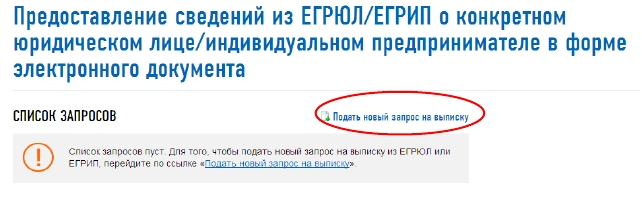 Предоставление сведений из ЕГРЮЛ/ЕГРИП о конкретном
юридическом лице/индивидуальном предпринимателе в форме
электронного документа
СПИСОК ЗАПРОСОВ
Подать новый запрос на выписку
Список запросов пуст. Для того, чтобы подать новый запрос на выписку из ЕГРЮЛ или
ЕГРИП, перейдите по ссылке «Подать новый запрос на выписку».